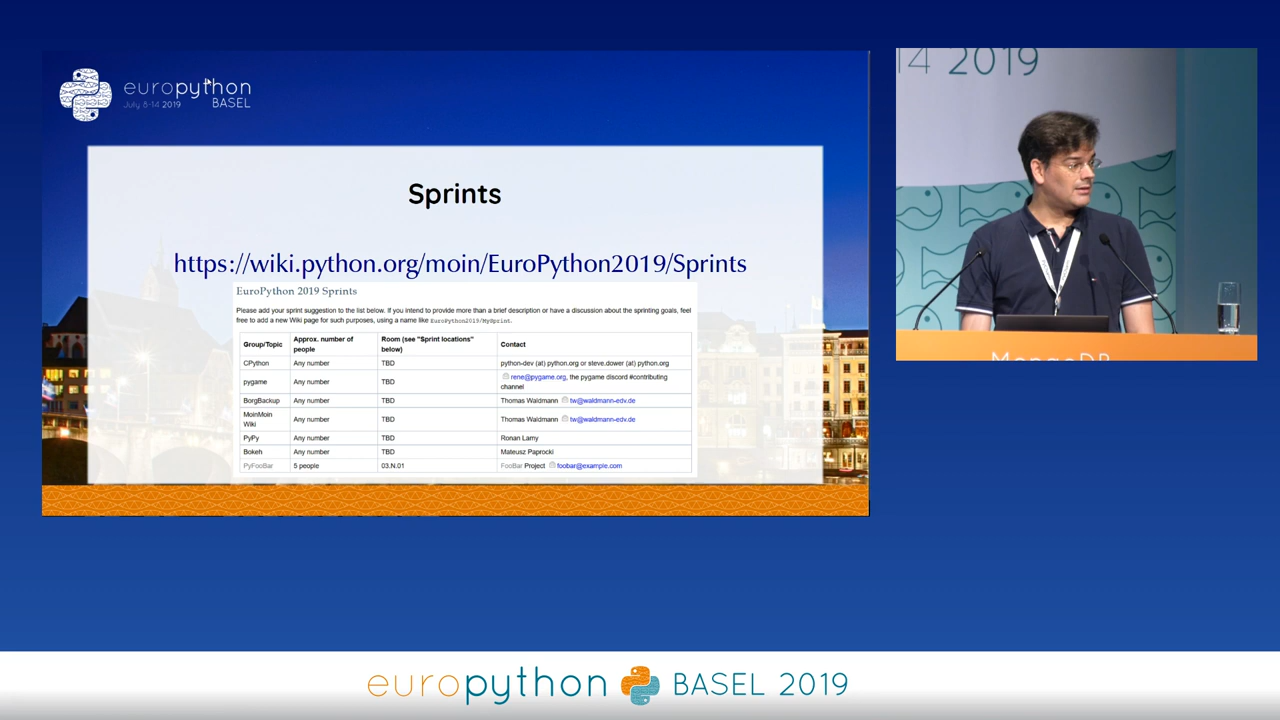 europython
July 8-14 2019 BASEL
Sprints
https://wiki.python.org/moin/EuroPython2019/Sprints
EuroPython 2019 Sprints
Please add your sprint suggestion to the list below. If you intend to provide more than a brief description or have a discussion about the sprinting goals, feel
free to add a new Wiki page for such purposes, using a name like EuroPython2019/MySprint.
Group/Topic Approx. number of people Room (see "Sprint locations" below) Contact
CPython Any number TBD python-dev (at) python.org or steve.dower (at) python.org
pygame Any number TBD rene@pygame.org, the pygame discord #contributing channel
BorgBackup Any number TBD Thomas Waldmann tw@waldmann-edv.de
MoinMoin Wiki Any number TBD Thomas Waldmann tw@waldmann-edv.de
PyPy Any number TBD Ronan Lamy
Bokeh Any number TBD Mateusz Paprocki
PyFooBar 5 people 03.N.01 FooBar Project foobar@example.com
14 2019
MongoDB
europython BASEL 2019